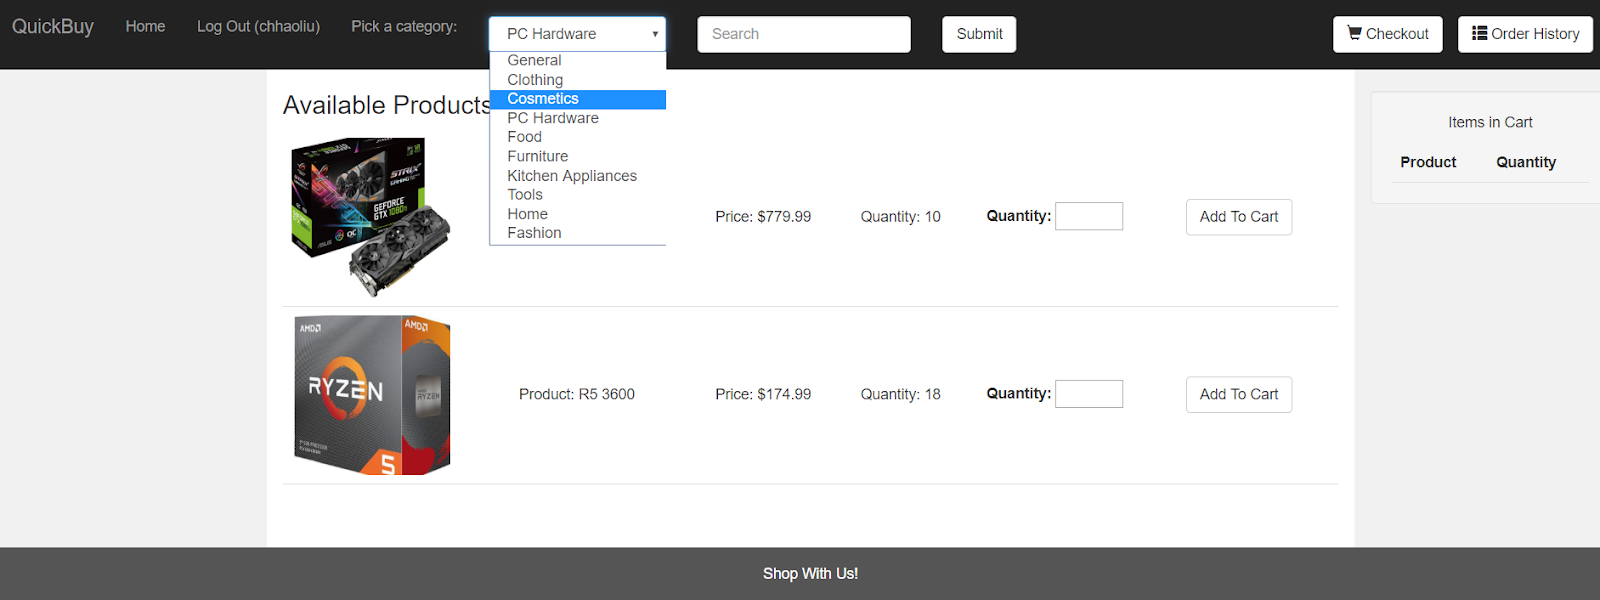 QuickBuy Home Log Out (chhaoliu) Pick a category: PC Hardware Search Submit Checkout Order History
General
Clothing
Cosmetics
PC Hardware
Food
Furniture
Kitchen Appliances
Tools
Home
Fashion
Available Products
Items in Cart
Product Quantity
STRIX
GEFORCE
GTX 1080
OC
Price: $779.99 Quantity: 10 Quantity: Add To Cart
AMD AMD
RYZEN
RYZEN
5
Product: R5 3600 Price: $174.99 Quantity: 18 Quantity: Add To Cart
Shop With Us!